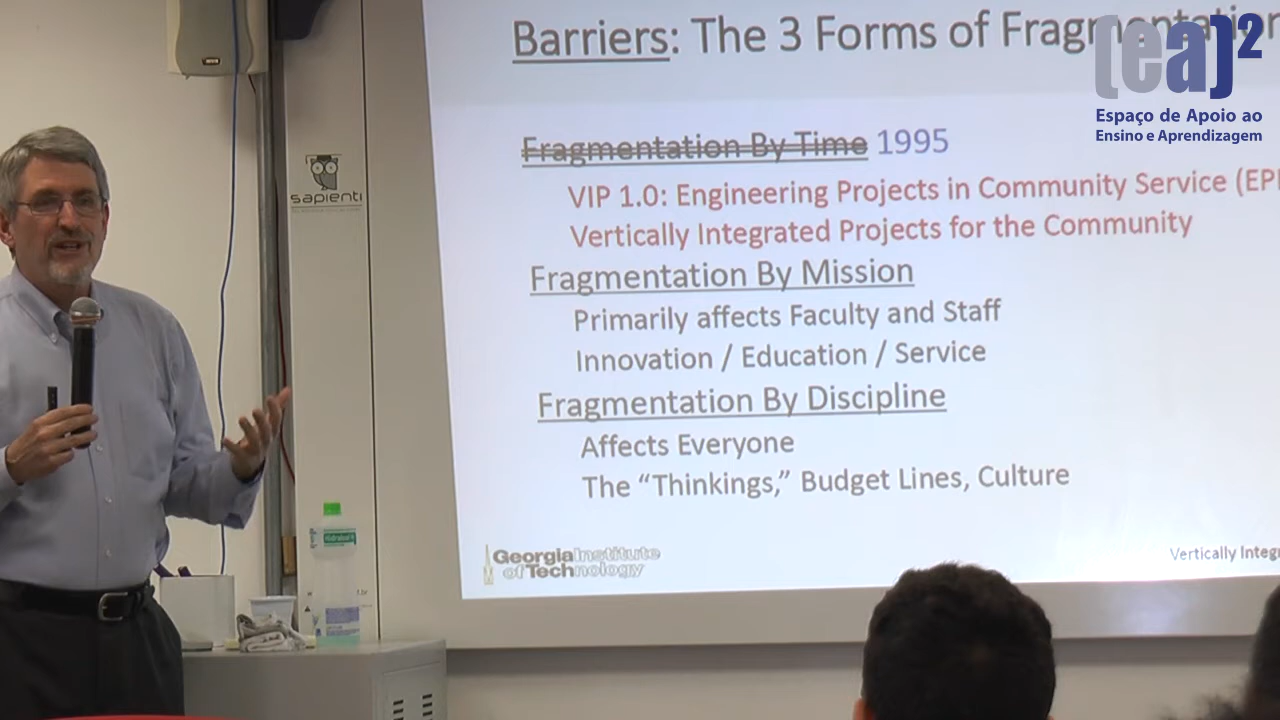 Barriers: The 3 Forms of Fragmentation
(ea)²
Espaço de Apoio ao
Ensino e Aprendizagem
Fragmentation By Time 1995
VIP 1.0: Engineering Projects in Community Service (EPI
Vertically Integrated Projects for the Community
Fragmentation By Mission
Primarily affects Faculty and Staff
Innovation / Education / Service
Fragmentation By Discipline
Affects Everyone
The “Thinkings,” Budget Lines, Culture
Georgia Institute
of Technology
Vertically Integr
sapienti